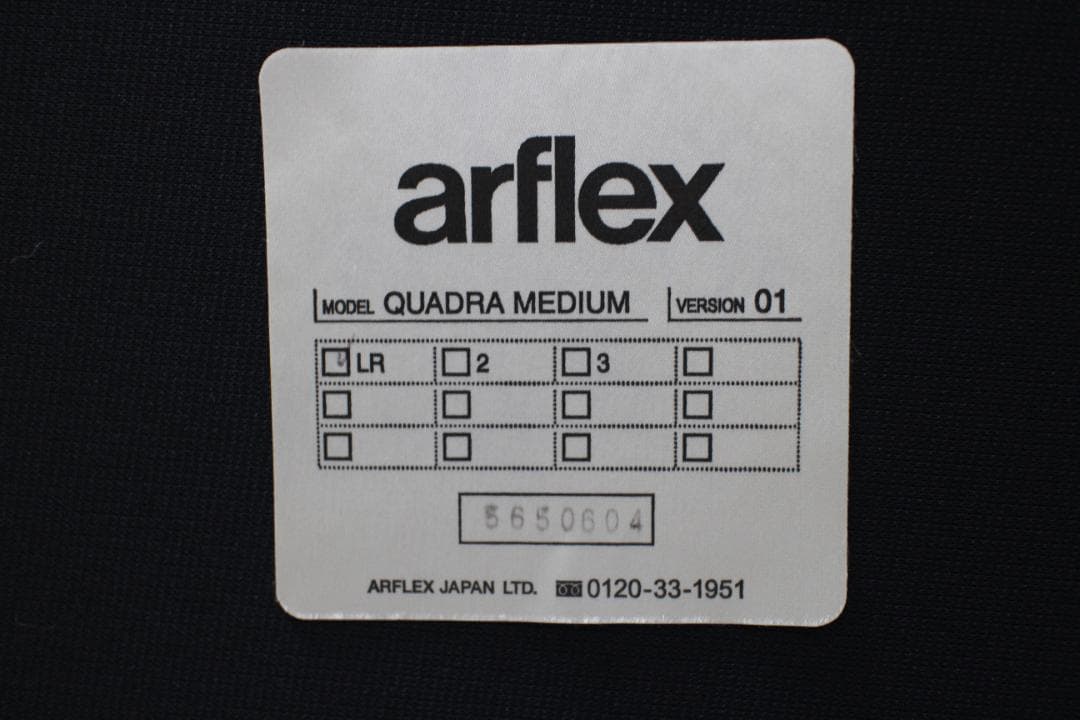 arflex
MODEL QUADRA MEDIUM VERSION 01
LR 2 3
5650604
ARFLEX JAPAN LTD. 0120-33-1951